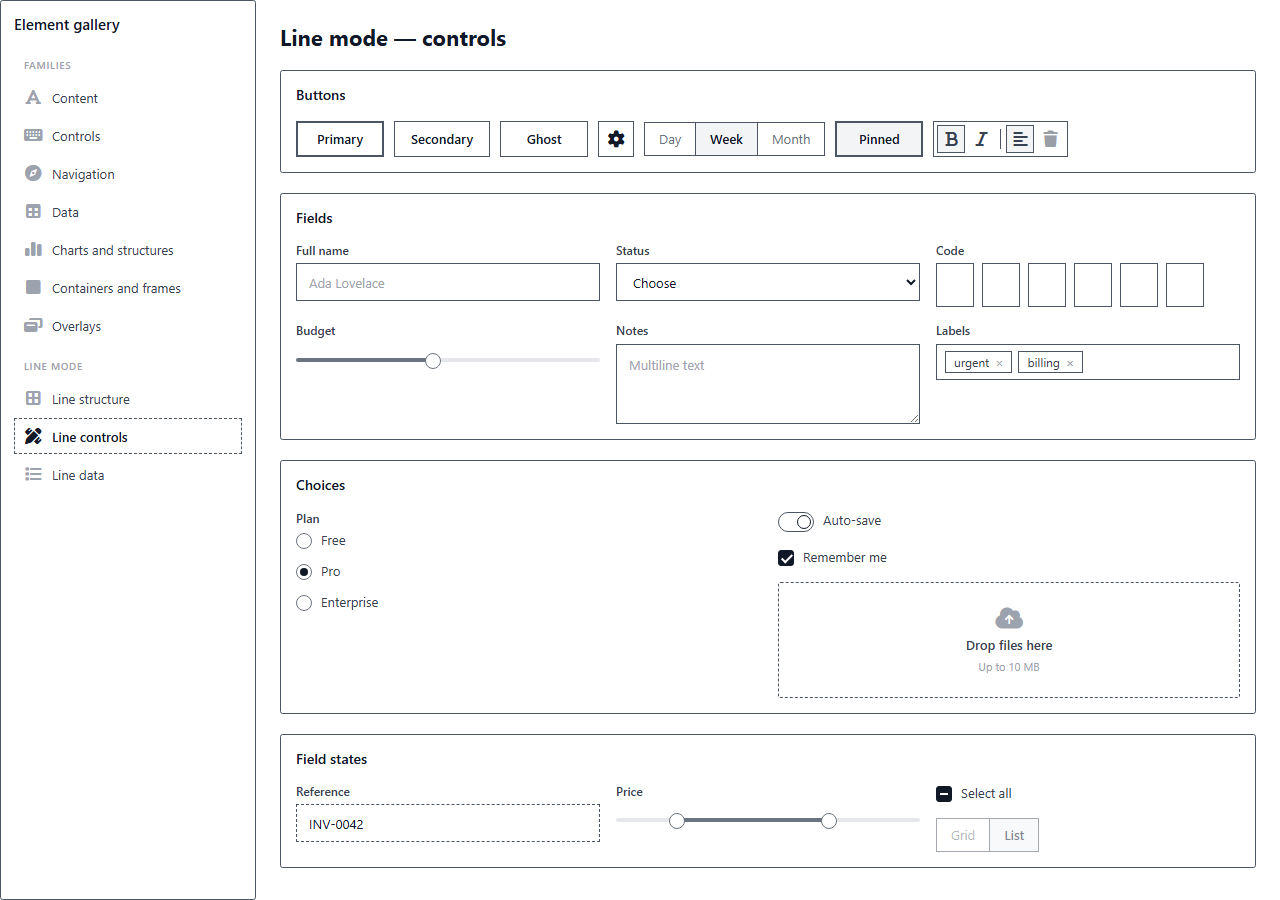 Element gallery
FAMILIES
Content
Controls
Navigation
Data
Charts and structures
Containers and frames
Overlays
LINE MODE
Line structure
Line controls
Line data
Line mode — controls
Buttons
Primary Secondary Ghost Day Week Month Pinned B I
Fields
Full name Status Code
Ada Lovelace Choose
Budget Notes Labels
Multiline text urgent × billing ×
Choices
Plan
Free
Pro
Enterprise
Auto-save
Remember me
Drop files here
Up to 10 MB
Field states
Reference Price Select all
INV-0042
Grid List